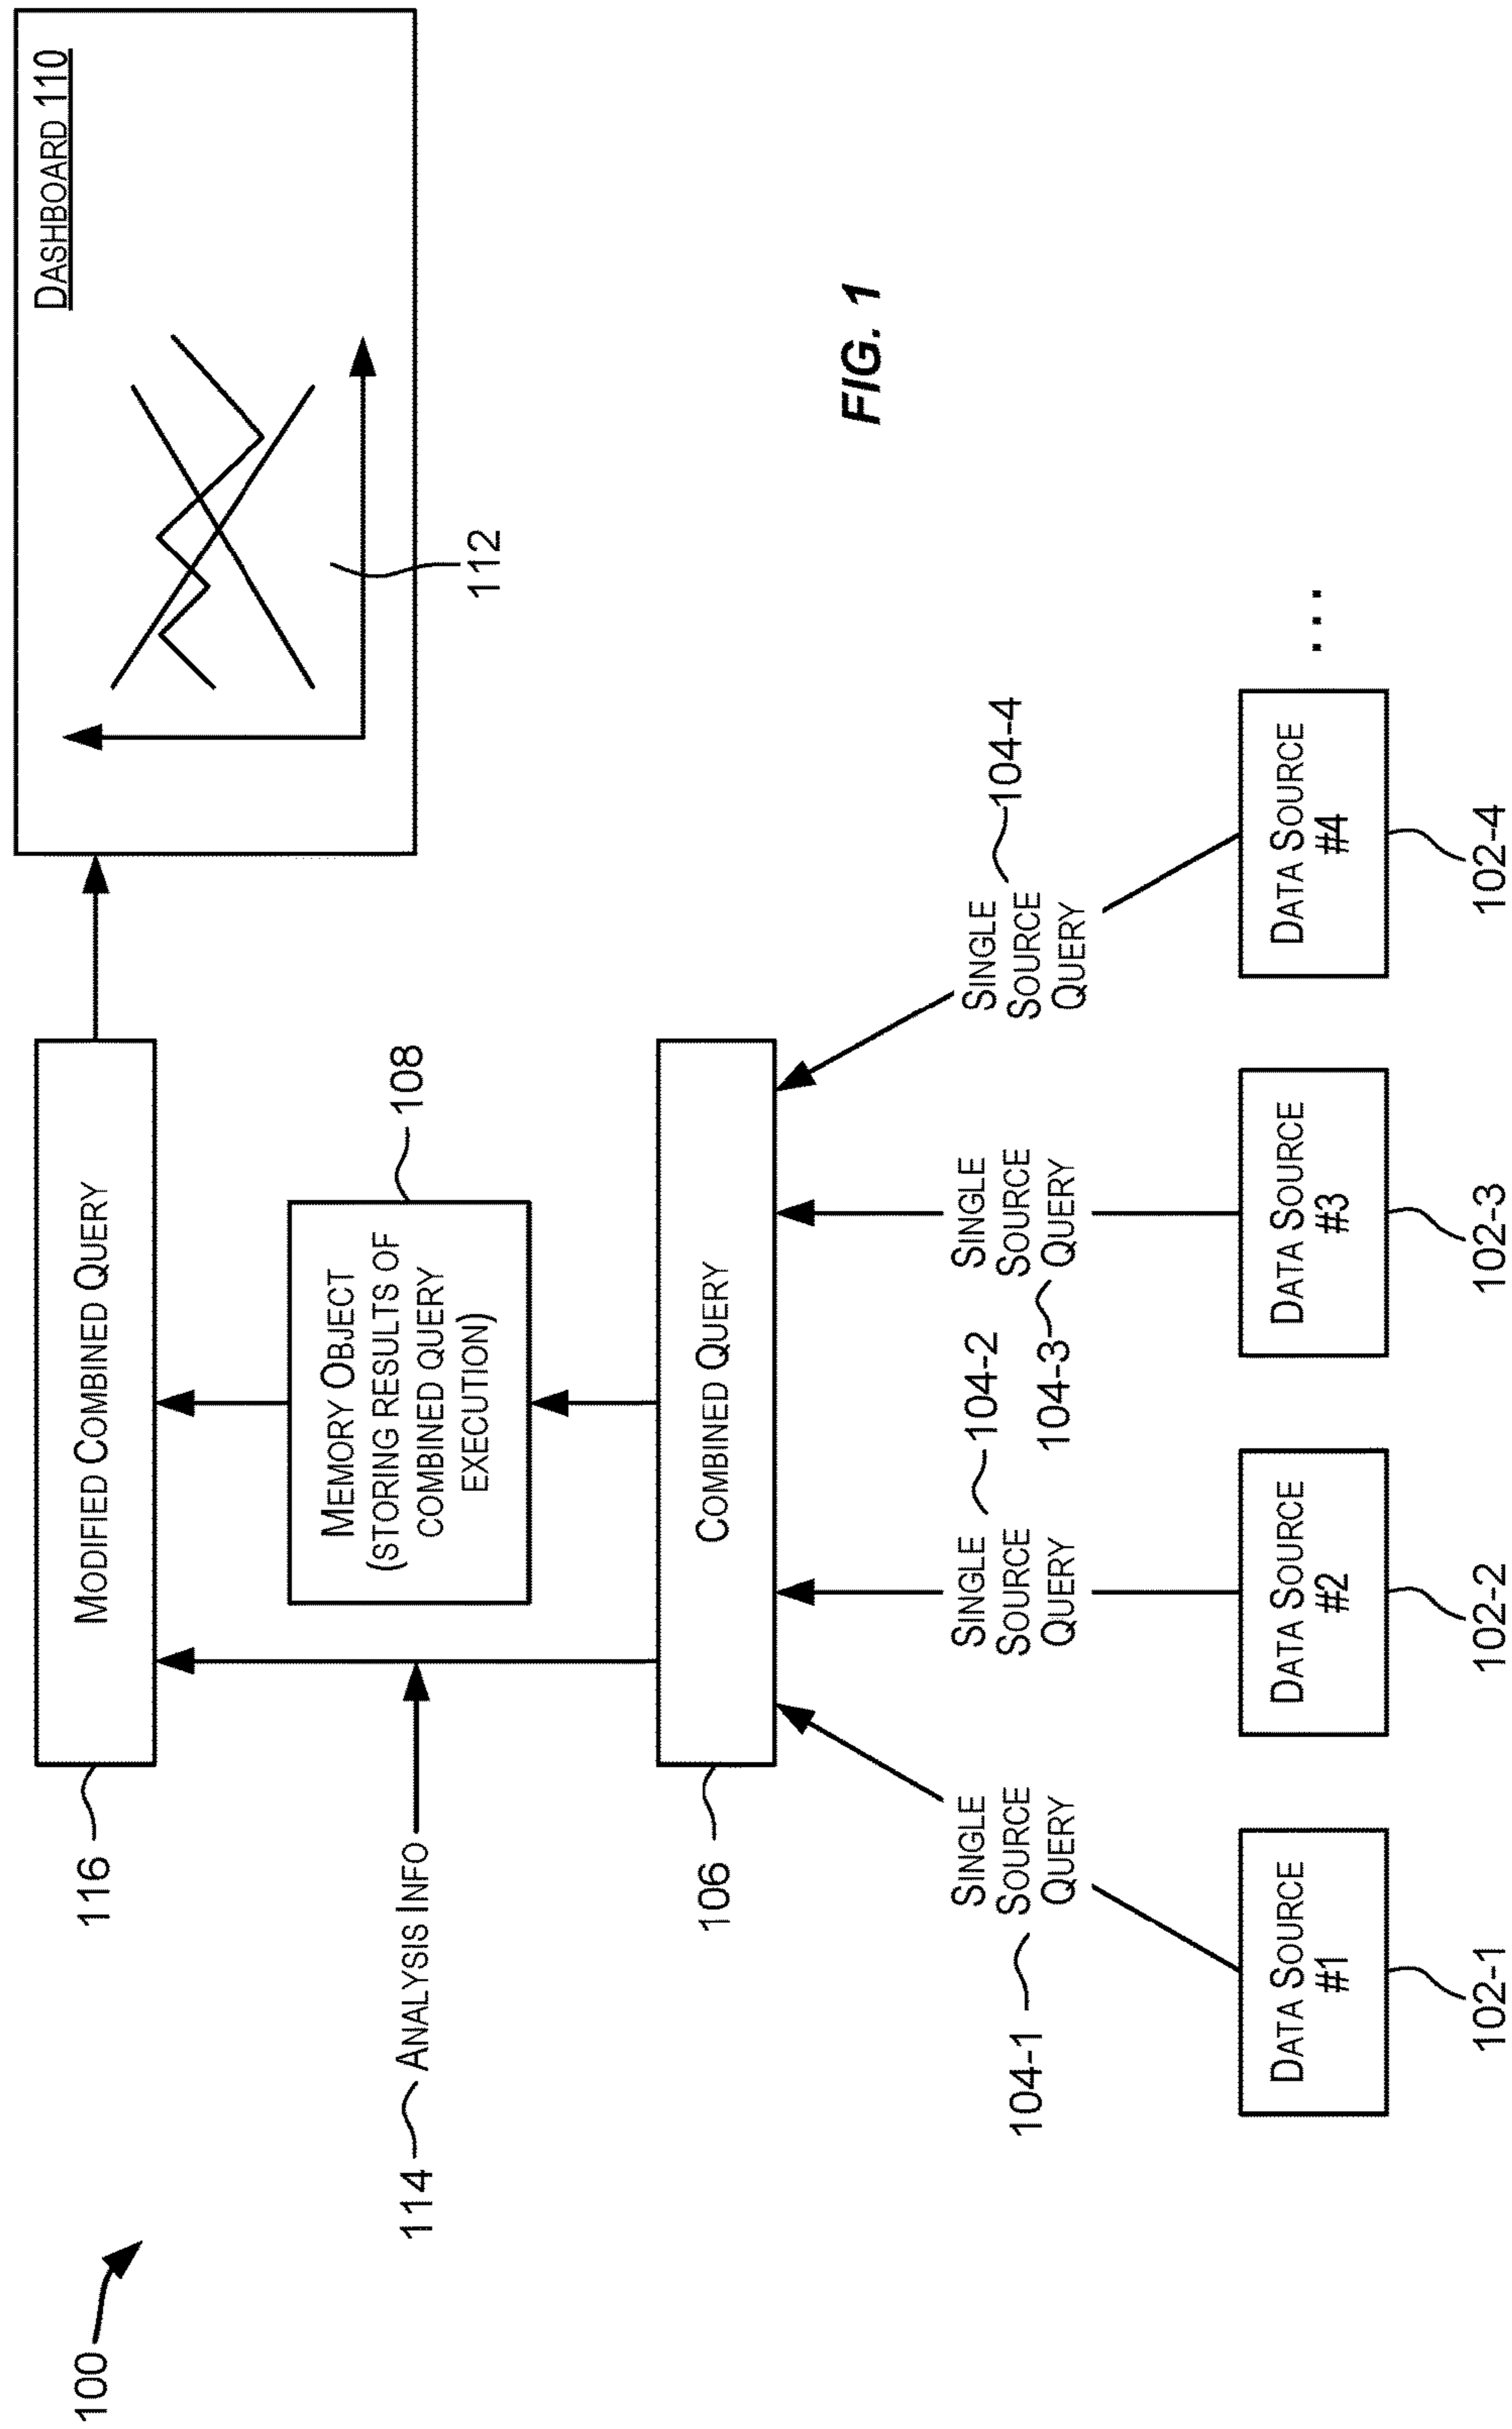 100
DASHBOARD 110
112
116
MODIFIED COMBINED QUERY
114
ANALYSIS INFO
108
MEMORY OBJECT
(STORING RESULTS OF
COMBINED QUERY
EXECUTION)
106
COMBINED QUERY
104-1
SINGLE
SOURCE
QUERY
104-2
SINGLE
SOURCE
QUERY
104-3
SINGLE
SOURCE
QUERY
104-4
SINGLE
SOURCE
QUERY
DATA SOURCE
#1
102-1
DATA SOURCE
#2
102-2
DATA SOURCE
#3
102-3
DATA SOURCE
#4
102-4
...
FIG. 1